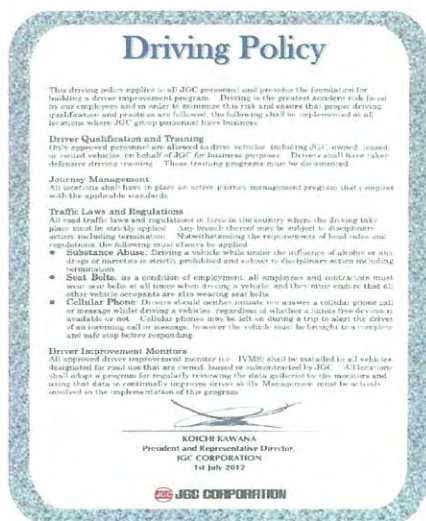 Driving Policy
This driving policy applies to all JGC personnel and provides the foundation for
building a driver improvement program. Driving is the greatest accident risk faced
by our employees and in order to minimize this risk and ensure that proper driving
qualification and practices are followed, the following shall be implemented at all
locations where JGC group personnel have business.
Driver Qualification and Training
Only approved personnel are allowed to drive vehicles, including JGC-owned, leased,
or rented vehicles, on behalf of JGC for business purposes. Drivers shall have taken
defensive driving training. These training programs must be documented.
Journey Management
All locations shall have in place an active journey management program that complies
with the applicable standards.
Traffic Laws and Regulations
All road traffic laws and regulations in force in the country where the driving take
place must be strictly applied. Any breach thereof may be subject to disciplinary
action, including termination. Notwithstanding the requirements of local rules and
regulations, the following must always be applied.
● Substance Abuse: Driving a vehicle while under the influence of alcohol or any
drugs or narcotics is strictly prohibited and subject to disciplinary action including
termination.
● Seat Belts: as a condition of employment, all employees and contractors must
wear seat belts at all times when driving a vehicle, and they must ensure that all
other vehicle occupants are also wearing seat belts.
● Cellular Phone: Drivers should neither initiate nor answer a cellular phone call
or message whilst driving a vehicle, regardless of whether a hands free device is
available or not. Cellular phones may be left on during a trip to alert the driver
of an incoming call or message, however the vehicle must be brought to a complete
and safe stop before responding.
Driver Improvement Monitors
All approved driver improvement monitor (i.e. IVMS) shall be installed in all vehicles
designated for road use that are owned, leased or subcontracted by JGC. All locations
shall adopt a program for regularly reviewing the data gathered by the monitors and
using that data to continually improve driver skills. Management must be actively
involved in the implementation of this program.
KOICHI KAWANA
President and Representative Director,
JGC CORPORATION
1st July 2012
JGC CORPORATION